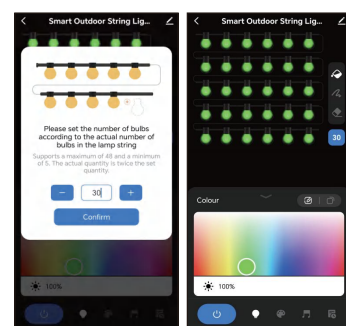 Smart Outdoor String Lig...
Please set the number of bulbs
according to the actual number of
bulbs in the lamp string
Supports a maximum of 48 and a minimum
of 5. The actual quantity is twice the set
quantity.
− 30 +
Confirm
100%
Smart Outdoor String Lig...
30
Colour
100%